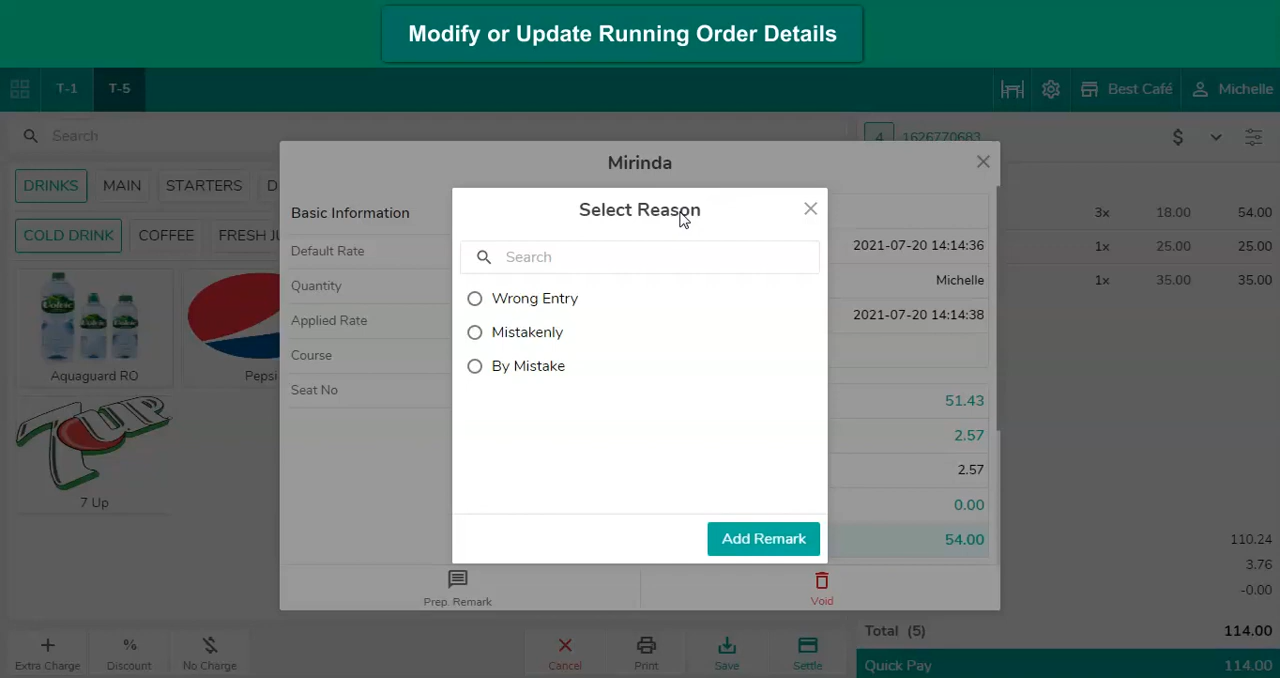 Modify or Update Running Order Details
T-1
T-5
Best Café
Michelle
Search
4
1626770683
$
DRINKS
MAIN
STARTERS
D
COLD DRINK
COFFEE
FRESH JU
Volvic
Aquaguard RO
Pepsi
7UP
7 Up
Mirinda
Basic Information
Default Rate
Quantity
Applied Rate
Course
Seat No
2021-07-20 14:14:36
Michelle
2021-07-20 14:14:38
51.43
2.57
2.57
0.00
54.00
Prep. Remark
Void
Select Reason
Search
Wrong Entry
Mistakenly
By Mistake
Add Remark
3x 18.00 54.00
1x 25.00 25.00
1x 35.00 35.00
110.24
3.76
-0.00
Total (5) 114.00
Quick Pay 114.00
Extra Charge
%
Discount
No Charge
Cancel
Print
Save
Settle